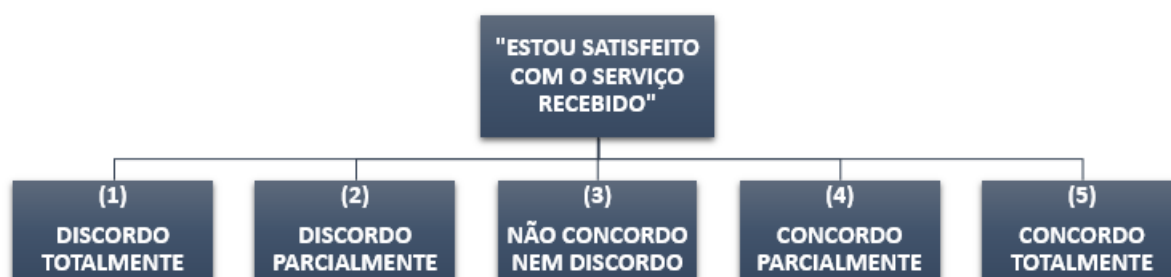 "ESTOU SATISFEITO
COM O SERVIÇO
RECEBIDO"
(1)
DISCORDO
TOTALMENTE
(2)
DISCORDO
PARCIALMENTE
(3)
NÃO CONCORDO
NEM DISCORDO
(4)
CONCORDO
PARCIALMENTE
(5)
CONCORDO
TOTALMENTE